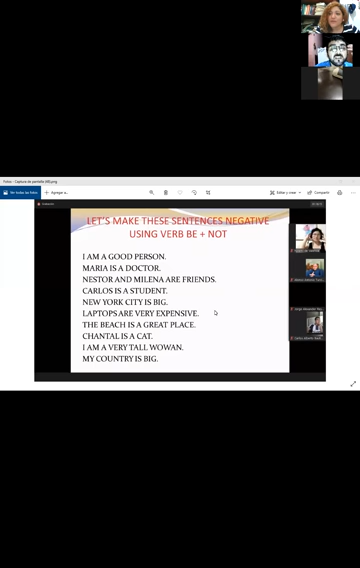 Fotos - Captura de pantalla (65).png
Ver todas las fotos
Agregar a...
Editar y crear
Compartir
LET'S MAKE THESE SENTENCES NEGATIVE
USING VERB BE + NOT
I AM A GOOD PERSON.
MARIA IS A DOCTOR.
NESTOR AND MILENA ARE FRIENDS.
CARLOS IS A STUDENT.
NEW YORK CITY IS BIG.
LAPTOPS ARE VERY EXPENSIVE.
THE BEACH IS A GREAT PLACE.
CHANTAL IS A CAT.
I AM A VERY TALL WOWAN.
MY COUNTRY IS BIG.